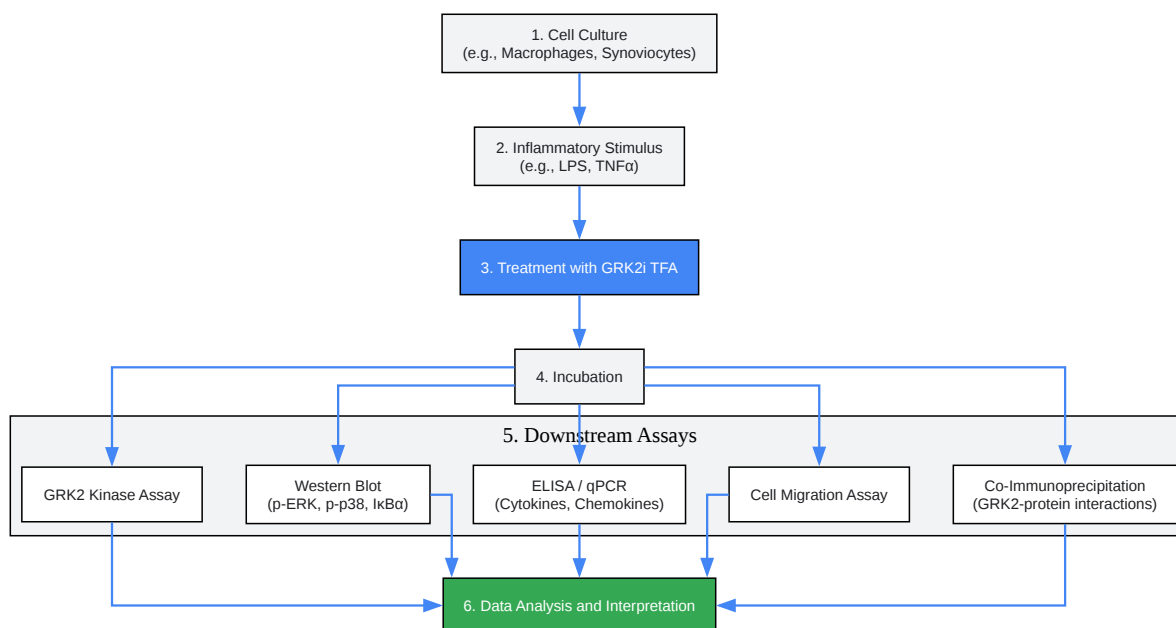 1. Cell Culture
(e.g., Macrophages, Synoviocytes)
2. Inflammatory Stimulus
(e.g., LPS, TNFα)
3. Treatment with GRK2i TFA
4. Incubation
5. Downstream Assays
GRK2 Kinase Assay
Western Blot
(p-ERK, p-p38, IκBα)
ELISA / qPCR
(Cytokines, Chemokines)
Cell Migration Assay
Co-Immunoprecipitation
(GRK2-protein interactions)
6. Data Analysis and Interpretation